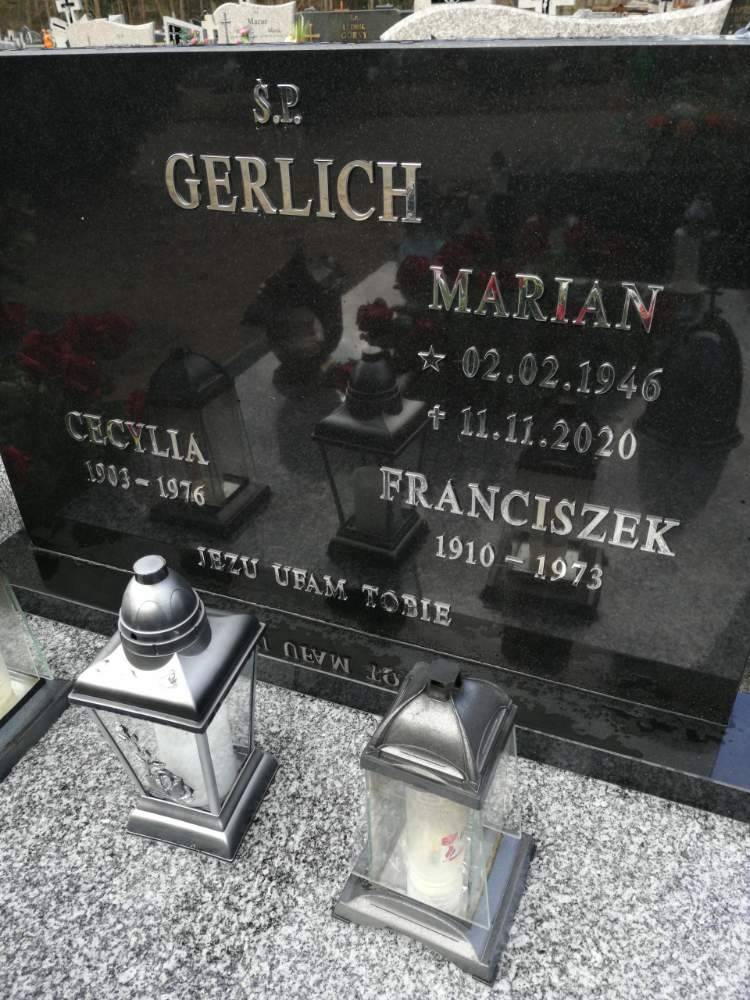 Ś.P.
GERLICH
MARIAN
02.02.1946
11.11.2020
CECYLIA
1903-1976
FRANCISZEK
1910-1973
JEZU UFAM TOBIE